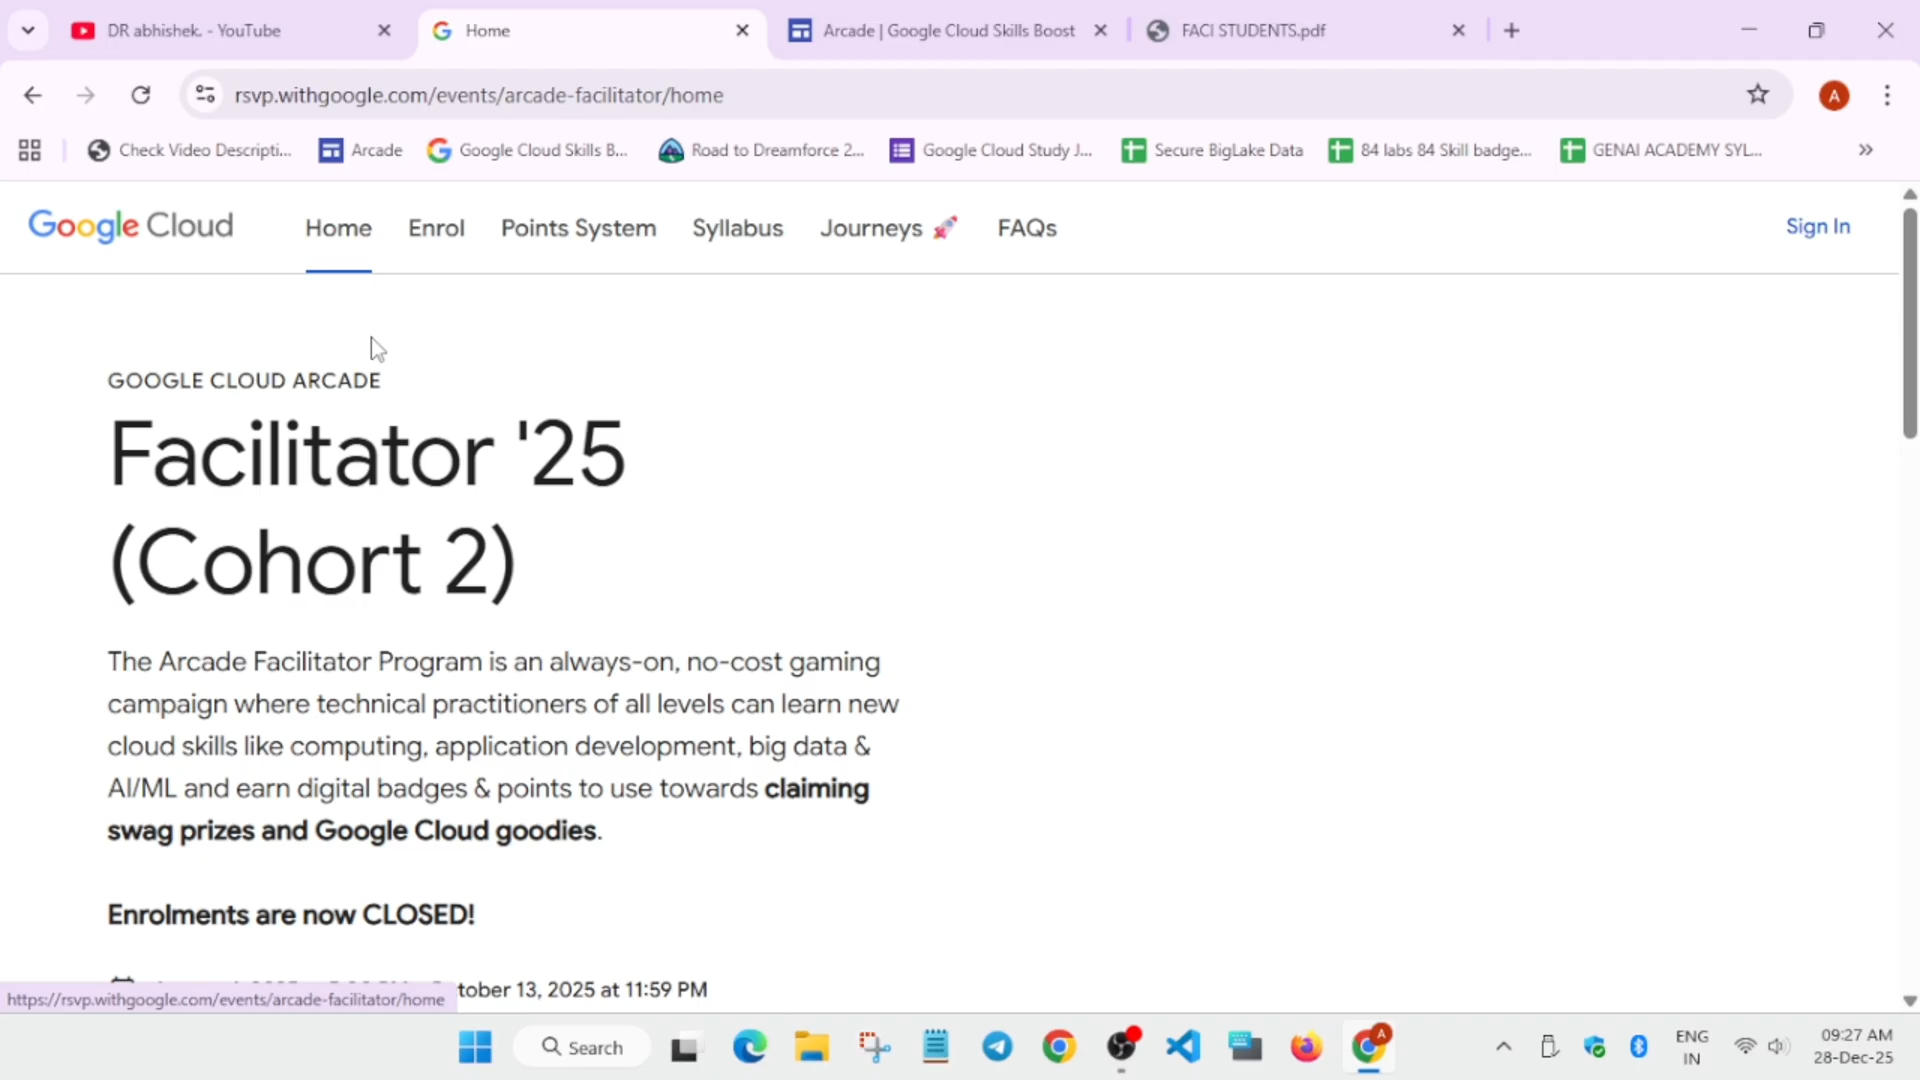 DR abhishek. - YouTube
Home
Arcade | Google Cloud Skills Boost
FACI STUDENTS.pdf
rsvp.withgoogle.com/events/arcade-facilitator/home
A
Check Video Descripti...
Arcade
Google Cloud Skills B...
Road to Dreamforce 2...
Google Cloud Study J...
Secure BigLake Data
84 labs 84 Skill badge...
GENAI ACADEMY SYL...
Google Cloud
Home
Enrol
Points System
Syllabus
Journeys 🚀
FAQs
Sign In
GOOGLE CLOUD ARCADE
Facilitator '25
(Cohort 2)
The Arcade Facilitator Program is an always-on, no-cost gaming
campaign where technical practitioners of all levels can learn new
cloud skills like computing, application development, big data &
AI/ML and earn digital badges & points to use towards claiming
swag prizes and Google Cloud goodies.
Enrolments are now CLOSED!
tober 13, 2025 at 11:59 PM
https://rsvp.withgoogle.com/events/arcade-facilitator/home
Search
A
ENG
IN
09:27 AM
28-Dec-25